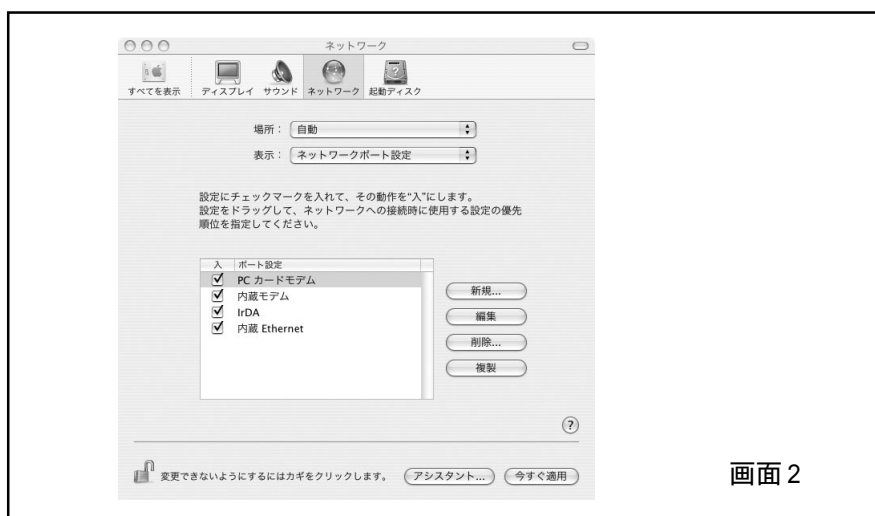 ネットワーク
すべてを表示 ディスプレイ サウンド ネットワーク 起動ディスク
場所： 自動
表示： ネットワークポート設定
設定にチェックマークを入れて、その動作を“入”にします。
設定をドラッグして、ネットワークへの接続時に使用する設定の優先
順位を指定してください。
入 ポート設定
PC カードモデム
内蔵モデム
IrDA
内蔵 Ethernet
新規...
編集
削除...
複製
?
変更できないようにするにはカギをクリックします。 アシスタント... 今すぐ適用
画面 2